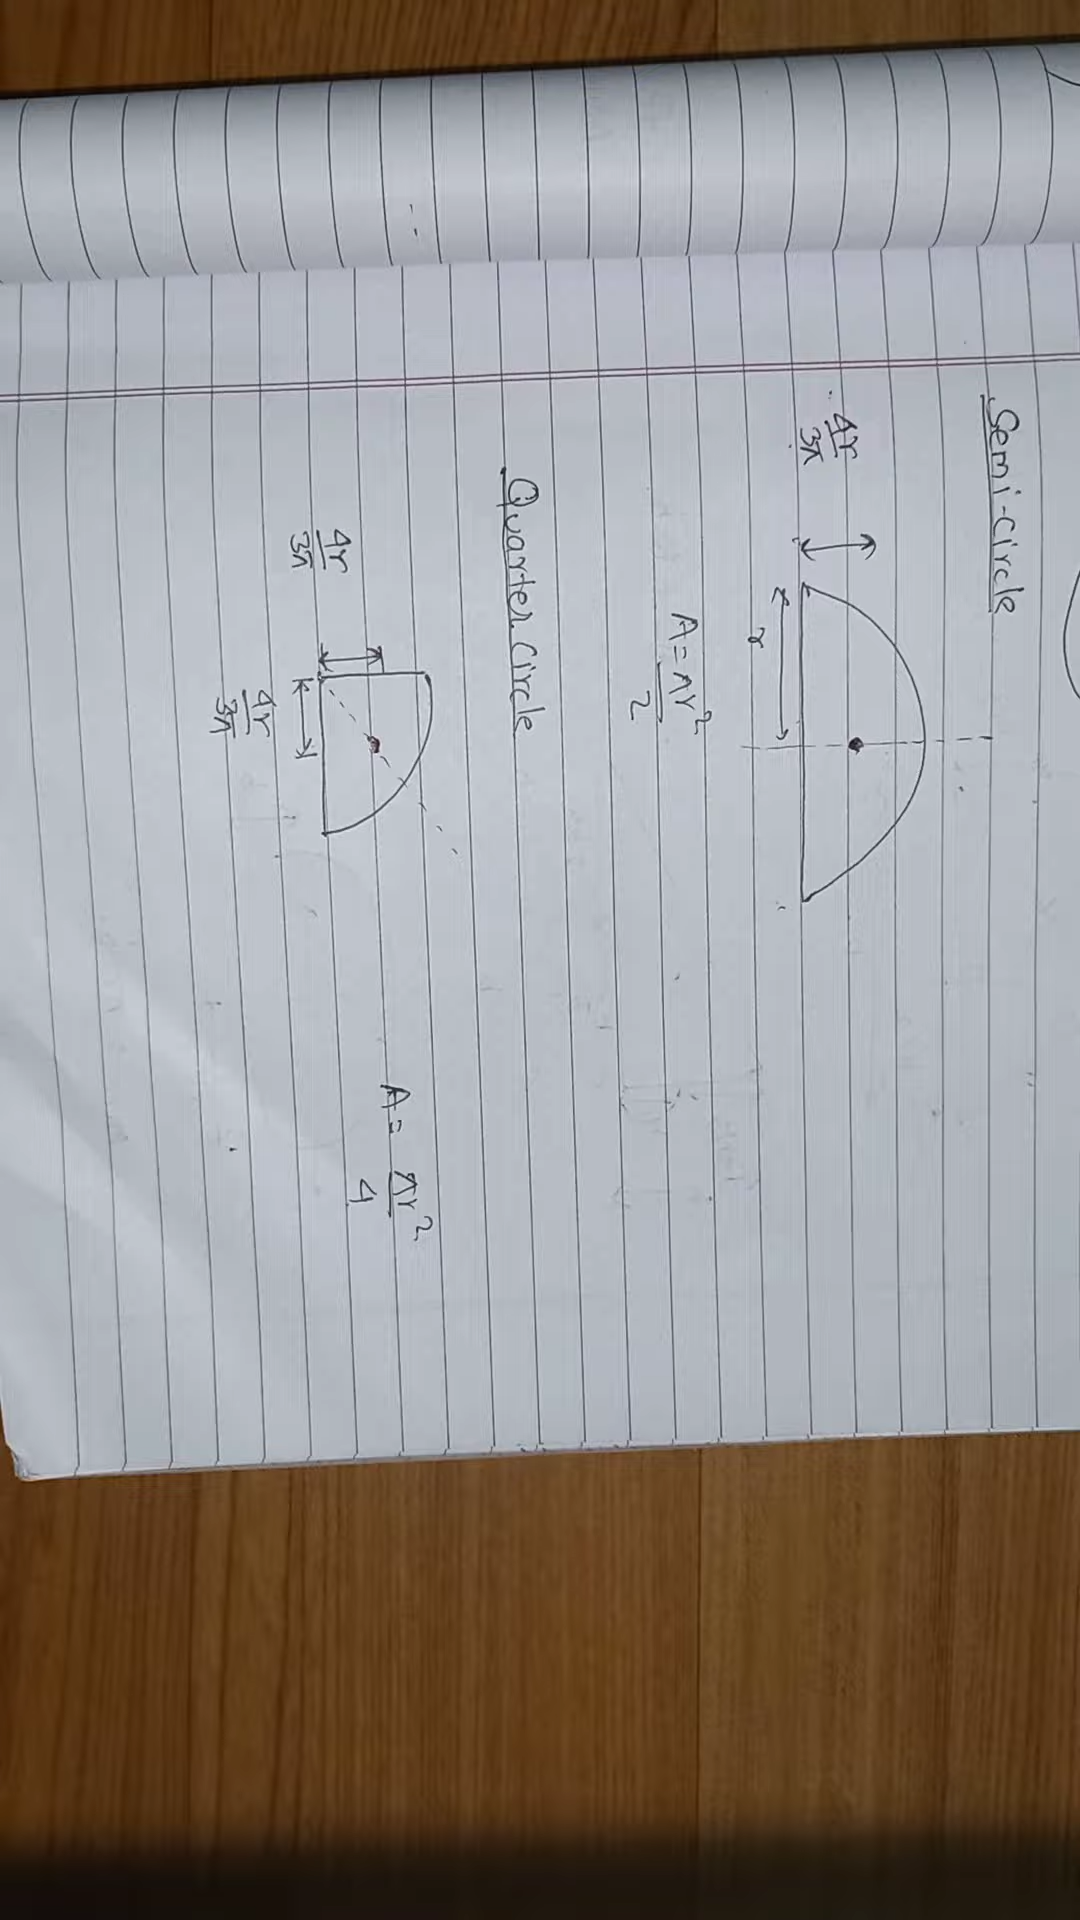 Semi-Circle
4r
3π
r
A = πr²
2
Quarter Circle
4r
3π
4r
3π
A = πr²
4